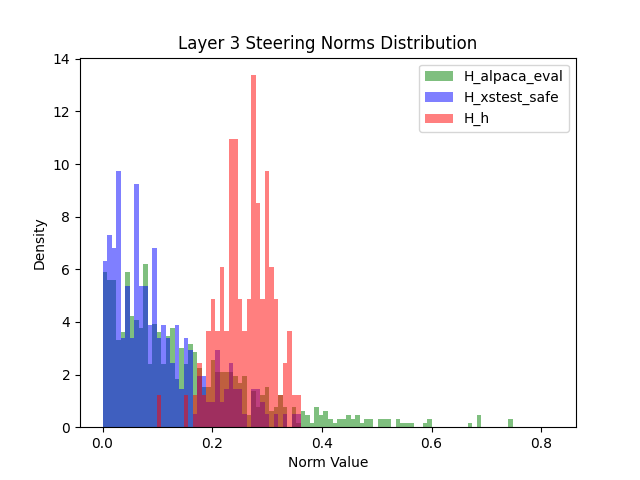 Layer 3 Steering Norms Distribution
H_alpaca_eval
H_xstest_safe
H_h
Density
14
12
10
8
6
4
2
0
0.0 0.2 0.4 0.6 0.8
Norm Value